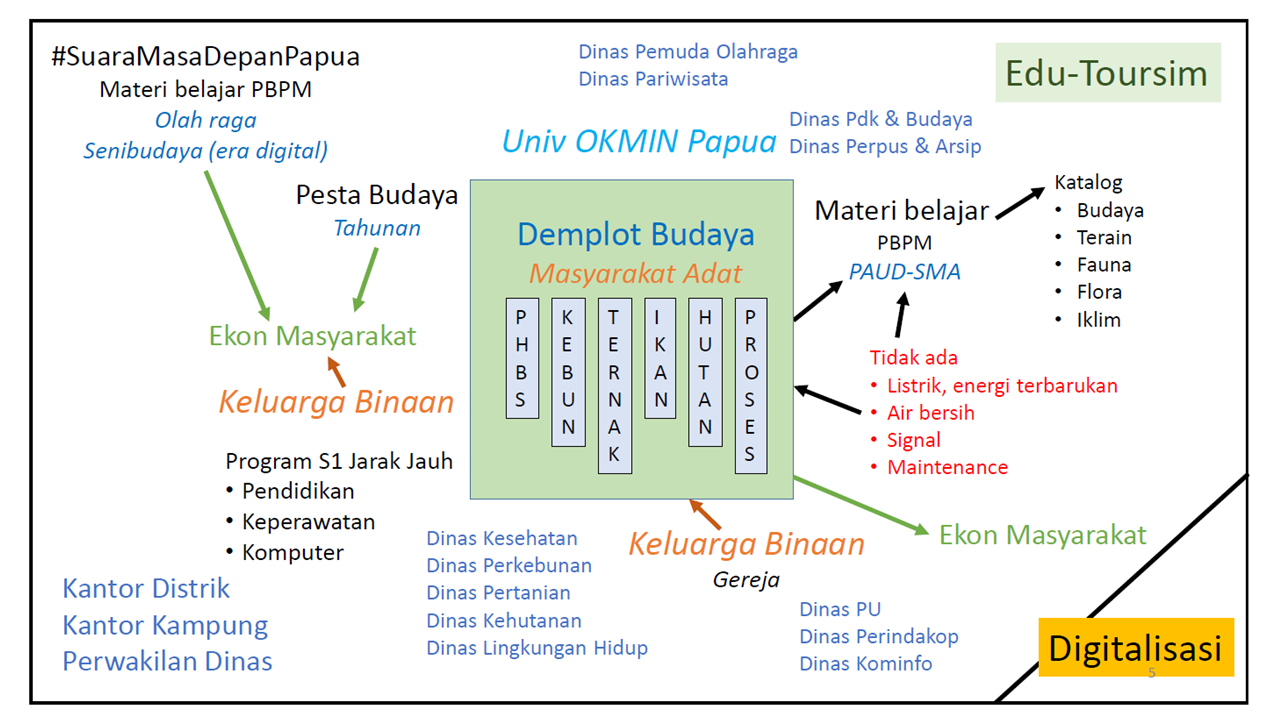 #SuaraMasaDepanPapua
Materi belajar PBPM
Olah raga
Senibudaya (era digital)
Dinas Pemuda Olahraga
Dinas Pariwisata
Edu-Toursim
Univ OKMIN Papua
Dinas Pdk & Budaya
Dinas Perpus & Arsip
Pesta Budaya
Tahunan
Demplot Budaya
Masyarakat Adat
PHBS
KEBUN
TERNAK
IKAN
HUTAN
PROSES
Materi belajar
PBPM
PAUD-SMA
Katalog
• Budaya
• Terain
• Fauna
• Flora
• Iklim
Ekon Masyarakat
Keluarga Binaan
Tidak ada
• Listrik, energi terbarukan
• Air bersih
• Signal
• Maintenance
Program S1 Jarak Jauh
• Pendidikan
• Keperawatan
• Komputer
Kantor Distrik
Kantor Kampung
Perwakilan Dinas
Dinas Kesehatan
Dinas Perkebunan
Dinas Pertanian
Dinas Kehutanan
Dinas Lingkungan Hidup
Keluarga Binaan
Gereja
Ekon Masyarakat
Dinas PU
Dinas Perindakop
Dinas Kominfo
Digitalisasi
5